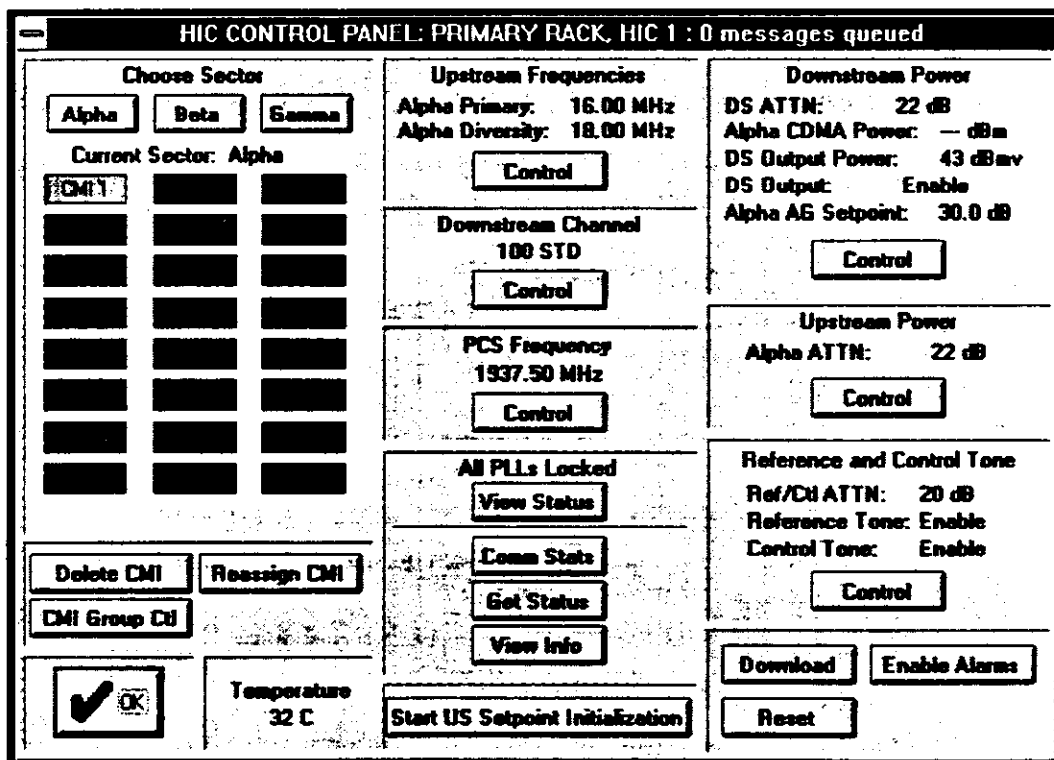 HIC CONTROL PANEL: PRIMARY RACK, HIC 1 : 0 messages queued
Choose Sector
Alpha Beta Gamma
Current Sector: Alpha
CMI 1
Delete CMI Reassign CMI
CMI Group Ctl
OK
Temperature
32 C
Upstream Frequencies
Alpha Primary: 16.00 MHz
Alpha Diversity: 18.00 MHz
Control
Downstream Channel
100 STD
Control
PCS Frequency
1937.50 MHz
Control
All PLLs Locked
View Status
Comm Stats
Get Status
View Info
Start US Setpoint Initialization
Downstream Power
DS ATTN: 22 dB
Alpha CDMA Power: -- dBm
DS Output Power: 43 dBmv
DS Output: Enable
Alpha AG Setpoint: 30.0 dB
Control
Upstream Power
Alpha ATTN: 22 dB
Control
Reference and Control Tone
Ref/Ctl ATTN: 20 dB
Reference Tone: Enable
Control Tone: Enable
Control
Download Enable Alarms
Reset